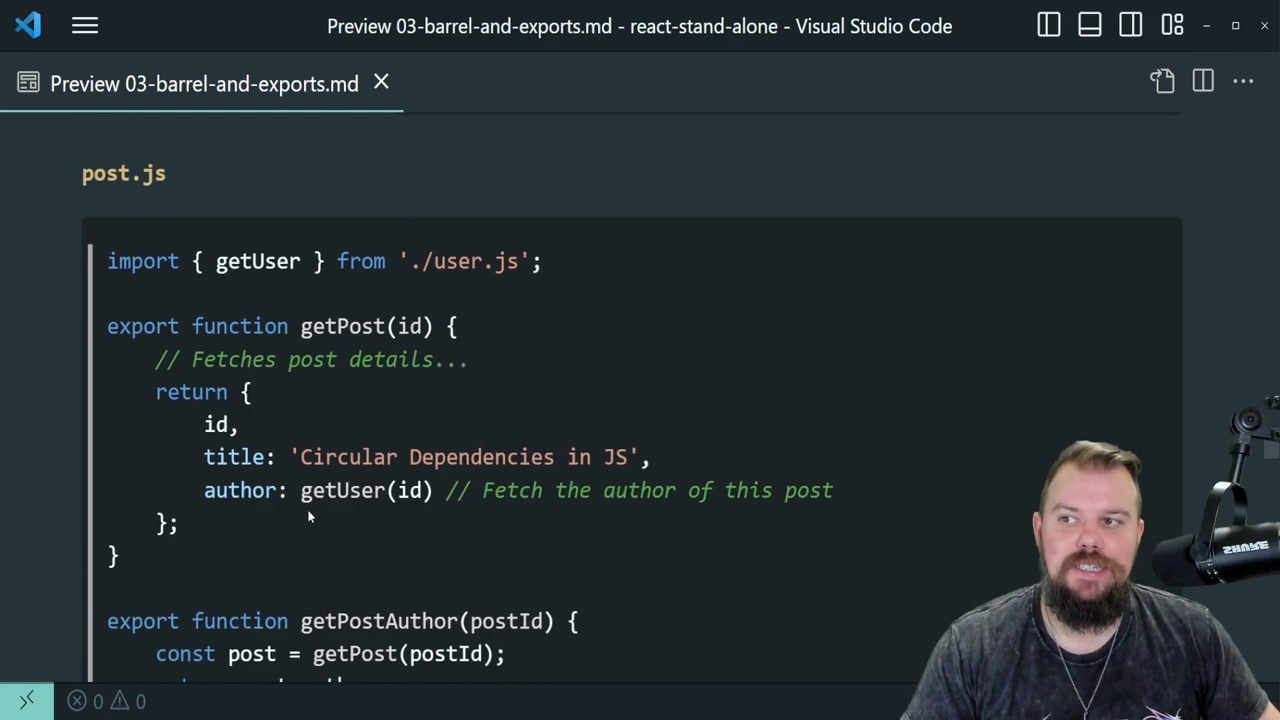 Preview 03-barrel-and-exports.md - react-stand-alone - Visual Studio Code
Preview 03-barrel-and-exports.md
post.js
import { getUser } from './user.js';
export function getPost(id) {
// Fetches post details...
return {
id,
title: 'Circular Dependencies in JS',
author: getUser(id) // Fetch the author of this post
};
}
export function getPostAuthor(postId) {
const post = getPost(postId);
0 0
SHURE